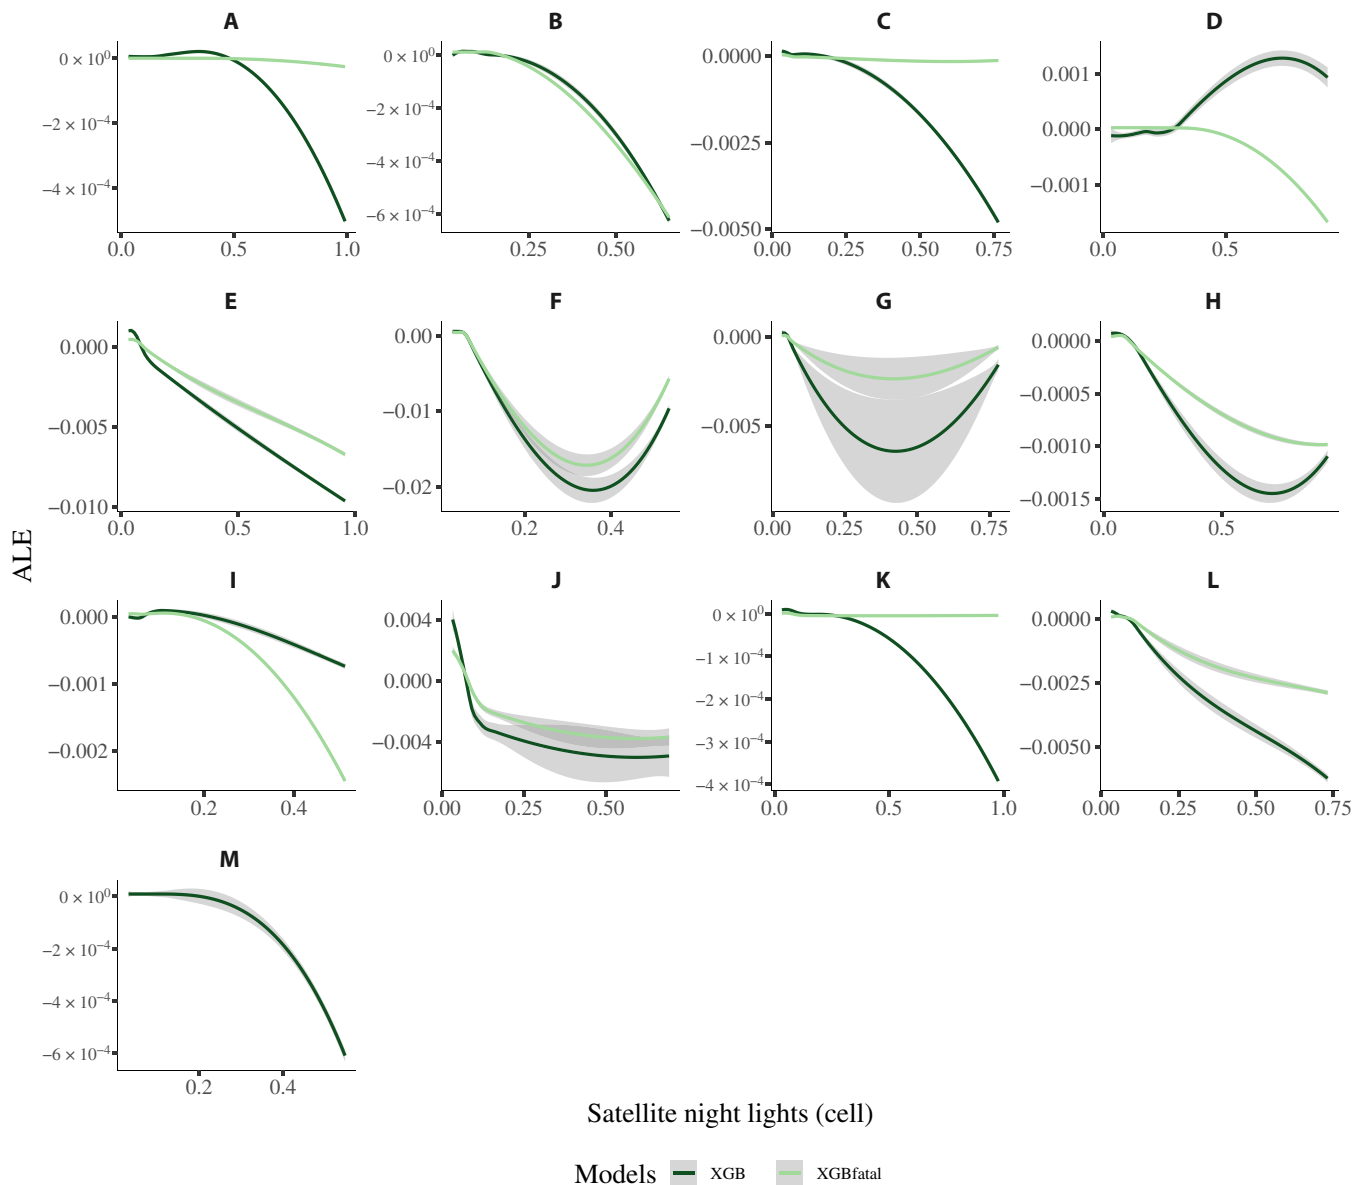 A
B
C
D
0 × 10⁰
−2 × 10⁻⁴
−4 × 10⁻⁴
0.0
0.5
1.0
0 × 10⁰
−2 × 10⁻⁴
−4 × 10⁻⁴
−6 × 10⁻⁴
0.25
0.50
0.0000
−0.0025
−0.0050
0.00
0.25
0.50
0.75
0.001
0.000
−0.001
0.0
0.5
E
F
G
H
0.000
−0.005
−0.010
0.0
0.5
1.0
0.00
−0.01
−0.02
0.2
0.4
0.000
−0.005
0.00
0.25
0.50
0.75
0.0000
−0.0005
−0.0010
−0.0015
0.0
0.5
ALE
I
J
K
L
0.000
−0.001
−0.002
0.2
0.4
0.004
0.000
−0.004
0.00
0.25
0.50
0 × 10⁰
−1 × 10⁻⁴
−2 × 10⁻⁴
−3 × 10⁻⁴
−4 × 10⁻⁴
0.0
0.5
1.0
0.0000
−0.0025
−0.0050
0.00
0.25
0.50
0.75
M
0 × 10⁰
−2 × 10⁻⁴
−4 × 10⁻⁴
−6 × 10⁻⁴
0.2
0.4
Satellite night lights (cell)
Models XGB XGBfatal